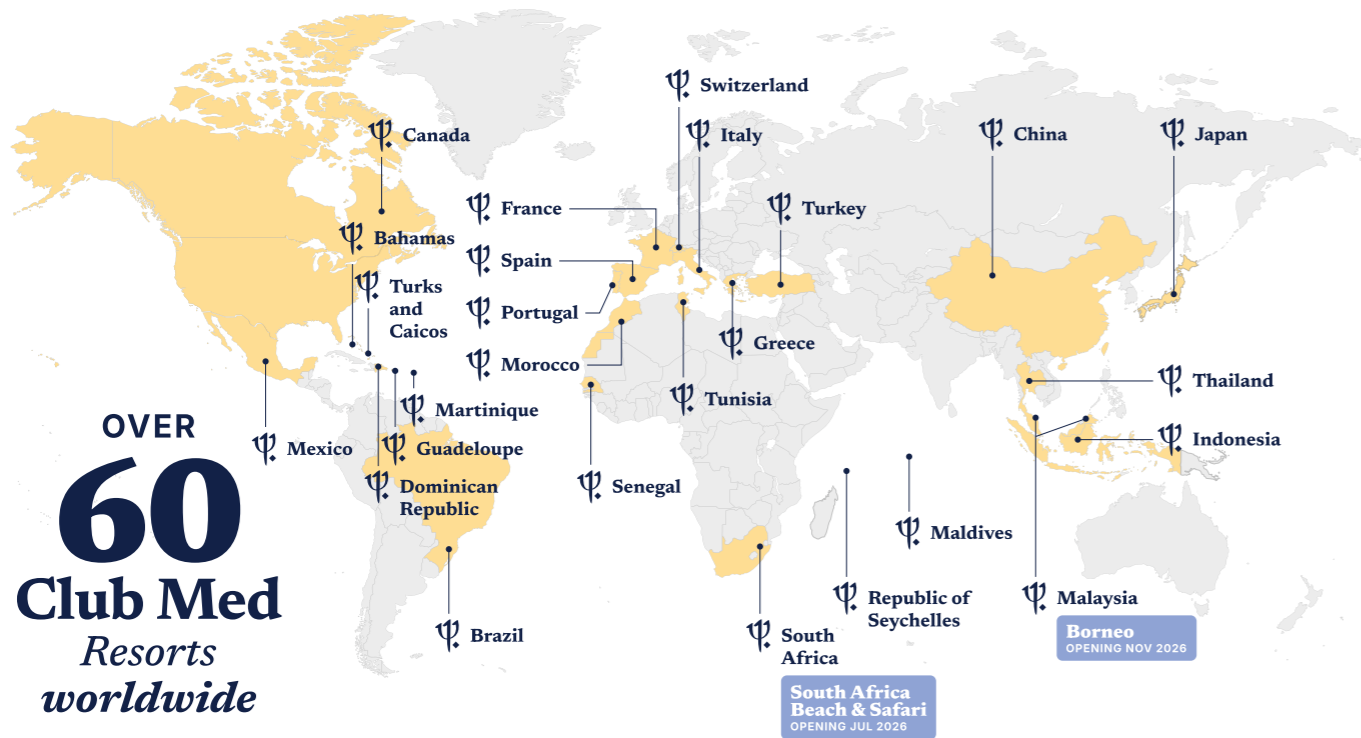 Switzerland
Canada
Italy
China
Japan
France
Turkey
Bahamas
Spain
Turks
and
Caicos
Portugal
Greece
Morocco
Thailand
Tunisia
Martinique
OVER
60
Club Med
Resorts
worldwide
Mexico
Guadeloupe
Indonesia
Dominican
Republic
Senegal
Maldives
Republic of
Seychelles
Malaysia
Borneo
OPENING NOV 2026
Brazil
South
Africa
South Africa
Beach & Safari
OPENING JUL 2026